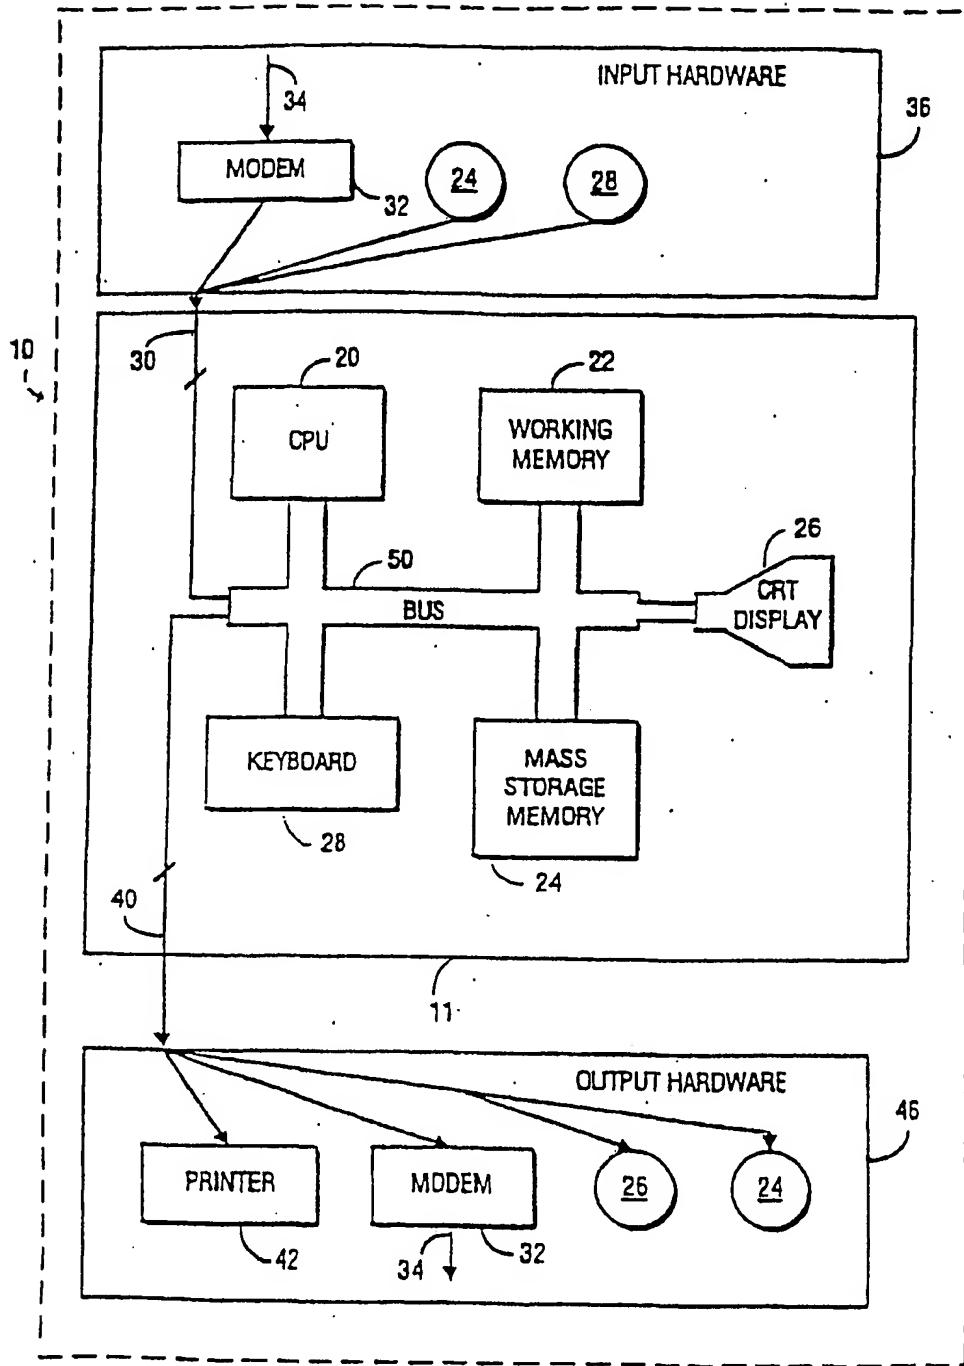 INPUT HARDWARE
34
36
MODEM
32
24
28
10
30
20
22
CPU
WORKING
MEMORY
50
26
BUS
CRT
DISPLAY
KEYBOARD
28
MASS
STORAGE
MEMORY
24
40
11
OUTPUT HARDWARE
46
PRINTER
MODEM
26
24
42
34
32